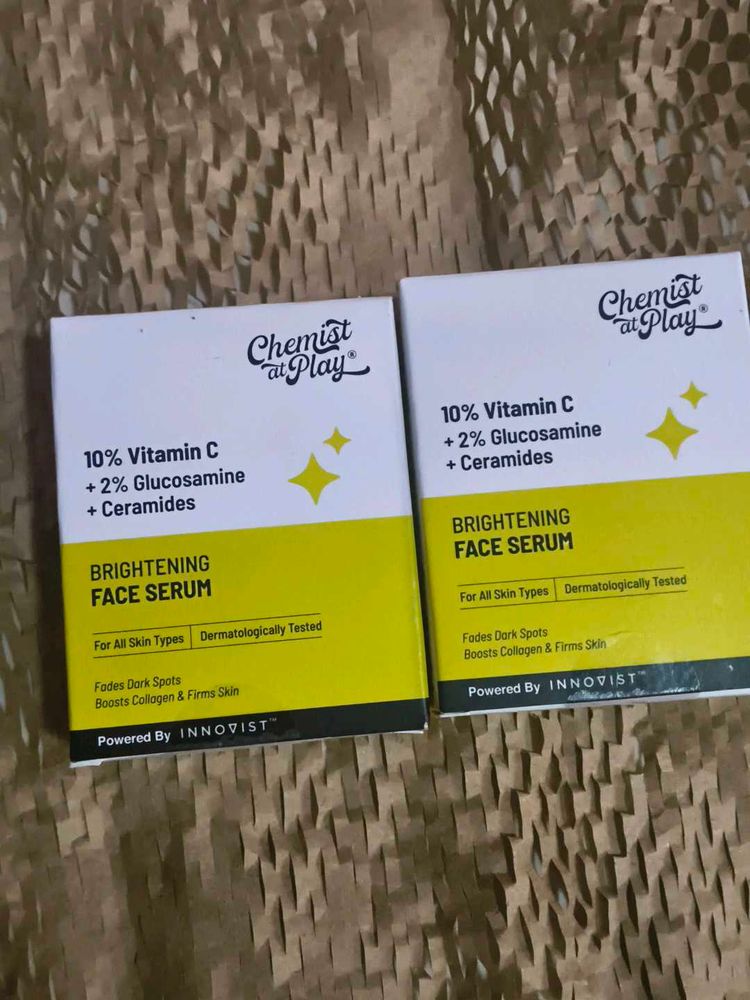 Chemist
at Play®
10% Vitamin C
+ 2% Glucosamine
+ Ceramides
BRIGHTENING
FACE SERUM
For All Skin Types | Dermatologically Tested
Fades Dark Spots
Boosts Collagen & Firms Skin
Powered By INNOVIST™
Chemist
at Play®
10% Vitamin C
+ 2% Glucosamine
+ Ceramides
BRIGHTENING
FACE SERUM
For All Skin Types | Dermatologically Tested
Fades Dark Spots
Boosts Collagen & Firms Skin
Powered By INNOVIST™